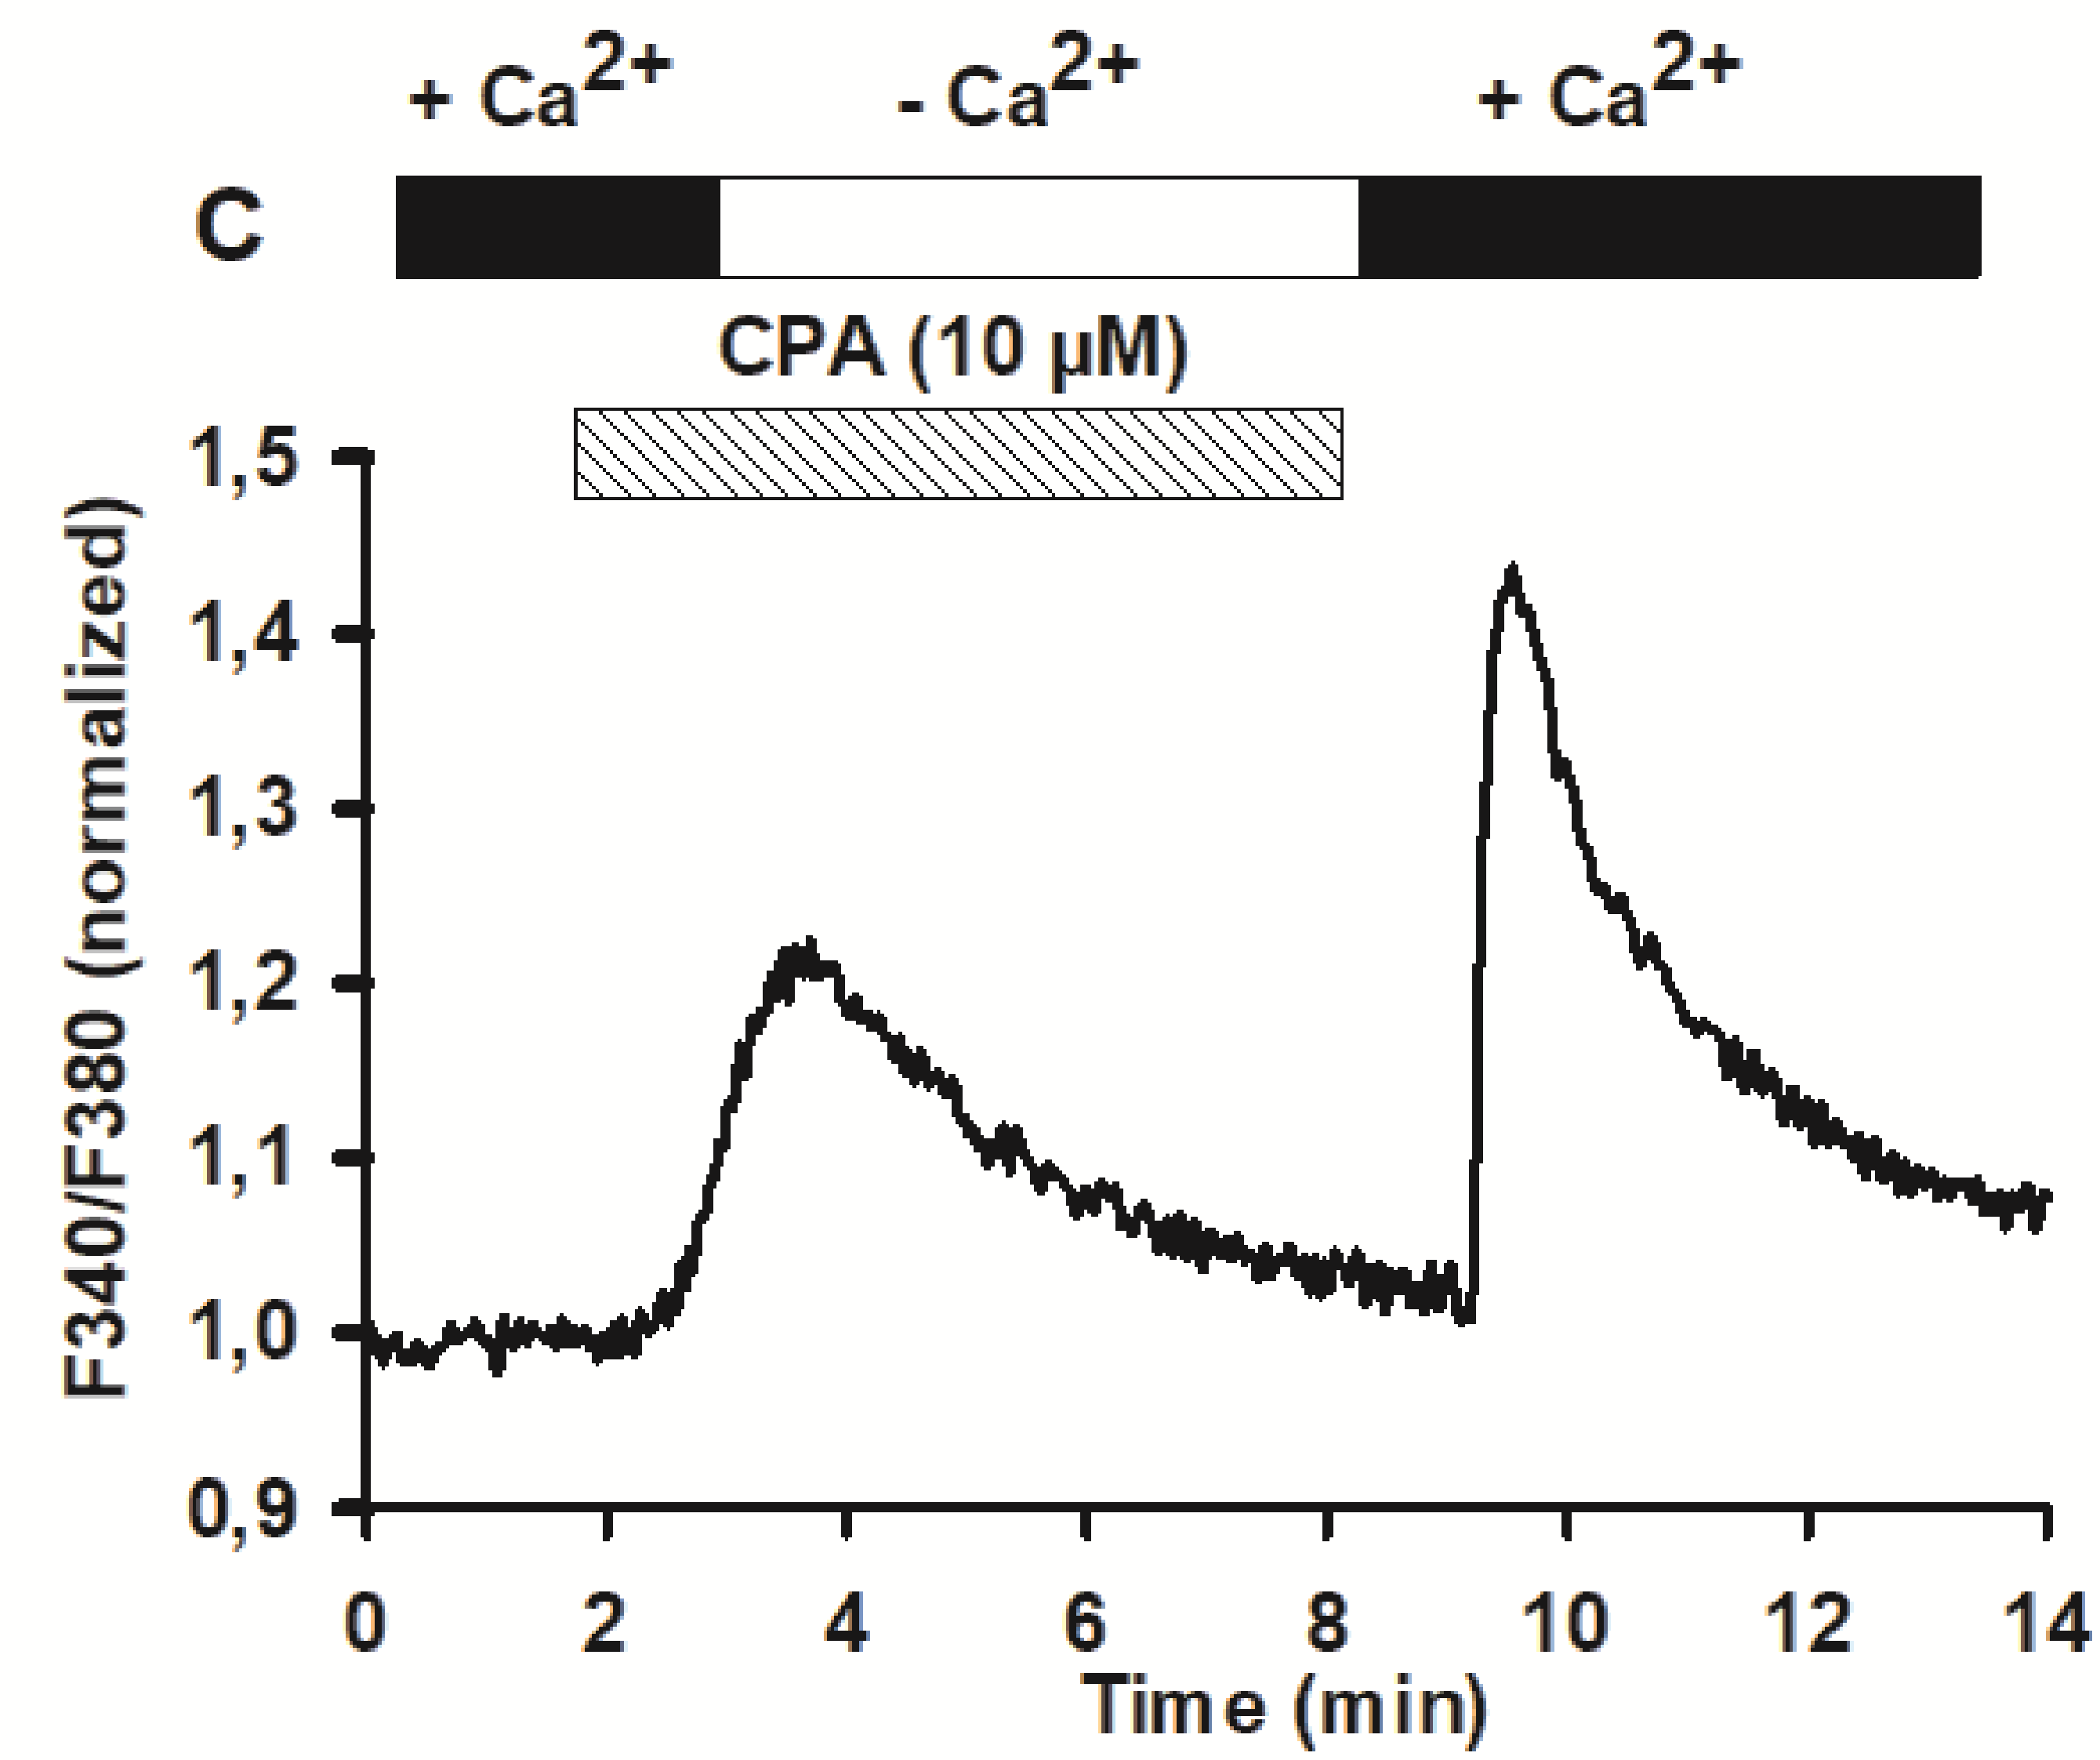 + Ca2+ - Ca2+ + Ca2+
C
CPA (10 µM)
1,5
1,4
1,3
1,2
1,1
1,0
0,9
F340/F380 (normalized)
0 2 4 6 8 10 12 14
Time (min)